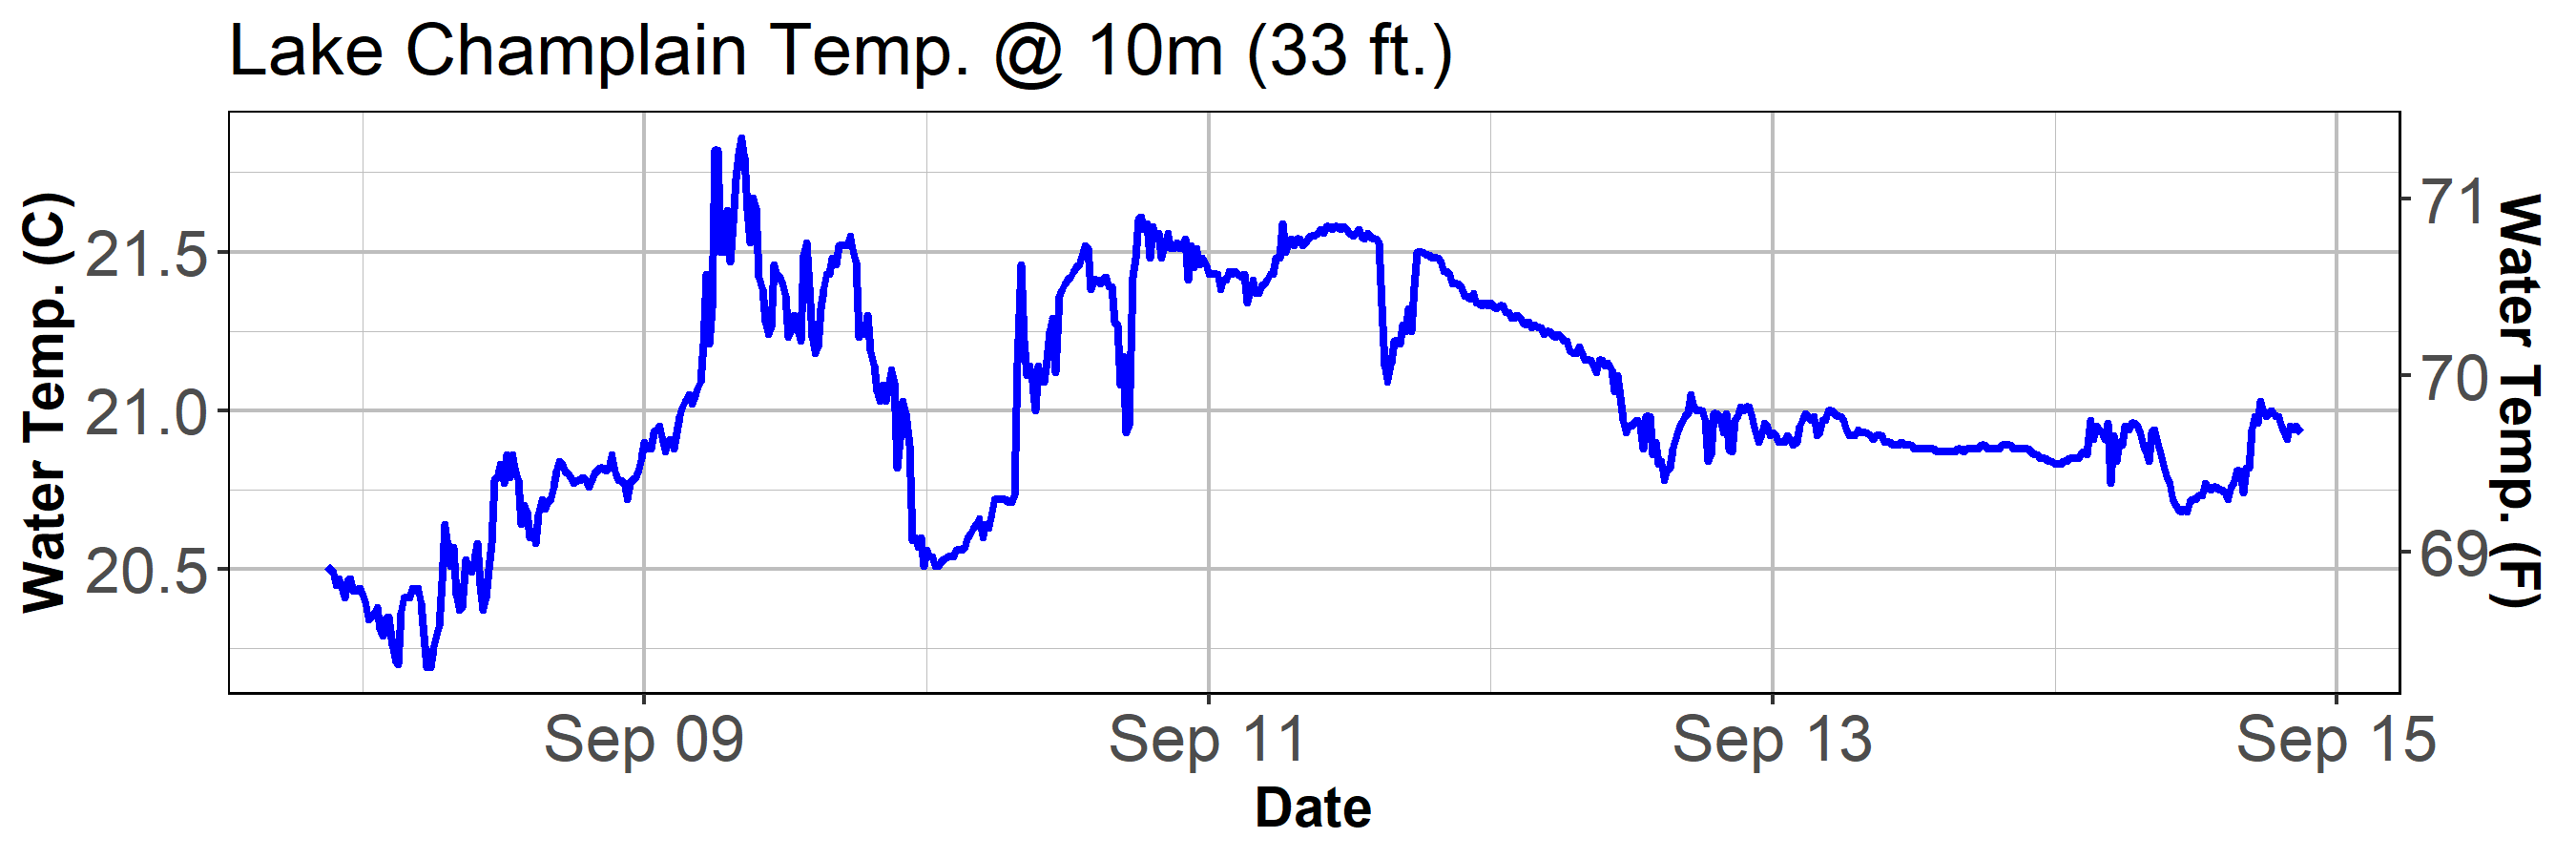 Lake Champlain Temp. @ 10m (33 ft.)
Water Temp. (C)
21.5
21.0
20.5
71
70
69
Water Temp. (F)
Sep 09 Sep 11 Sep 13 Sep 15
Date